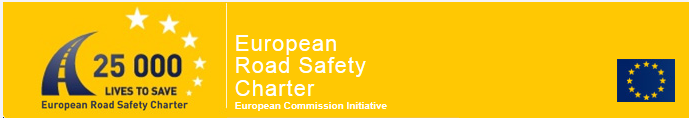 25 000
LIVES TO SAVE
European Road Safety Charter
European
Road Safety
Charter
European Commission Initiative